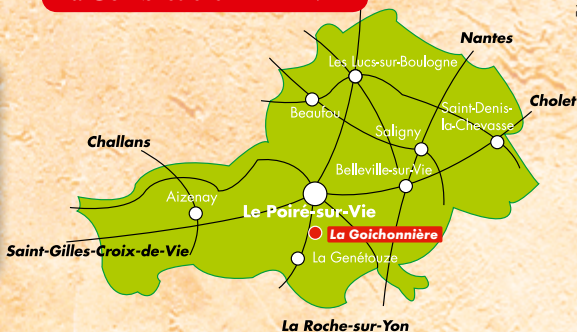 Nantes
Les Lucs-sur-Boulogne
Cholet
Saint-Denis-
la-Chevasse
Beaufou
Saligny
Challans
Belleville-sur-Vie
Aizenay
Le Poiré-sur-Vie
La Goichonnière
Saint-Gilles-Croix-de-Vie
La Genétouze
La Roche-sur-Yon